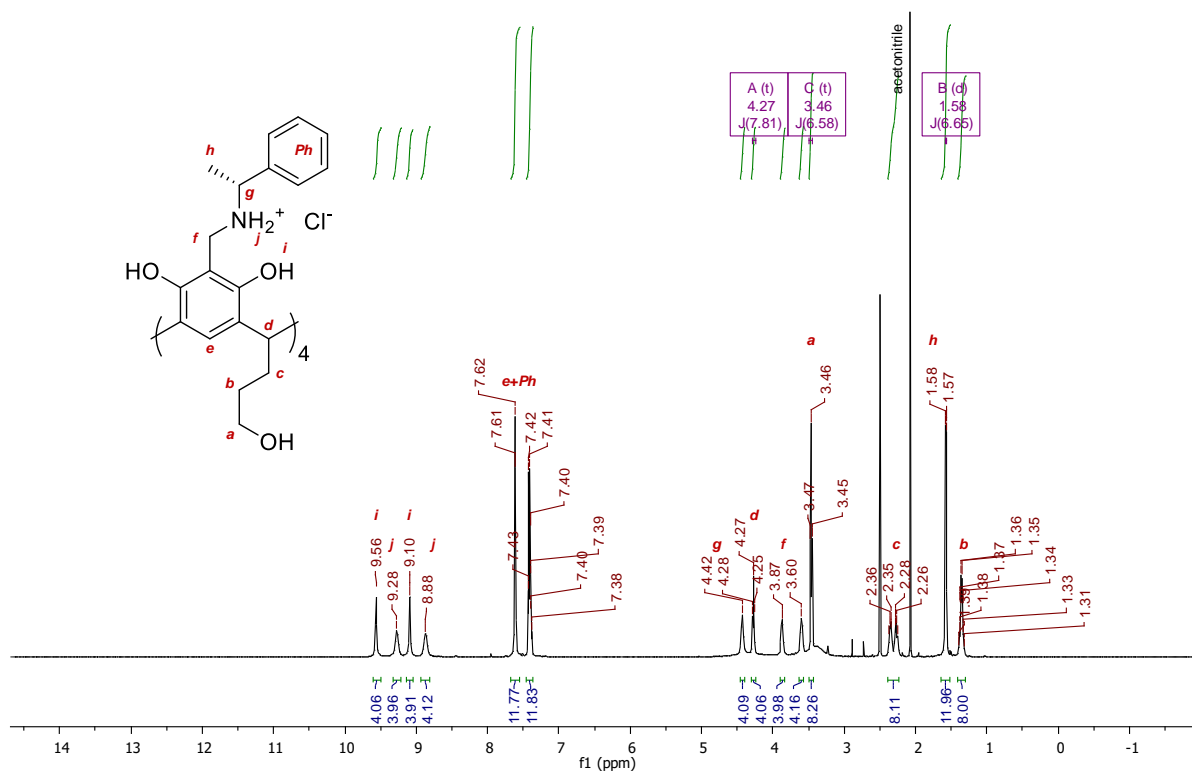 acetonitrile
A (t)
4.27
J(7.81)
C (t)
3.46
J(6.58)
B (d)
1.58
J(6.65)
h
Ph
g
NH2+
Cl-
f
j
i
HO
OH
d
e
4
b
c
a
OH
i
j
i
j
e+Ph
g
d
f
a
c
h
b
9.56
9.28
9.10
8.88
7.62
7.61
7.43
7.42
7.41
7.40
7.40
7.39
7.38
4.42
4.28
4.27
4.25
3.87
3.60
3.47
3.46
3.45
2.36
2.35
2.28
2.26
1.58
1.57
1.39
1.38
1.37
1.36
1.35
1.34
1.33
1.31
4.06
3.96
3.91
4.12
11.77
11.83
4.09
4.06
3.98
4.16
8.26
8.11
11.96
8.00
14 13 12 11 10 9 8 7 6 5 4 3 2 1 0 -1
f1 (ppm)